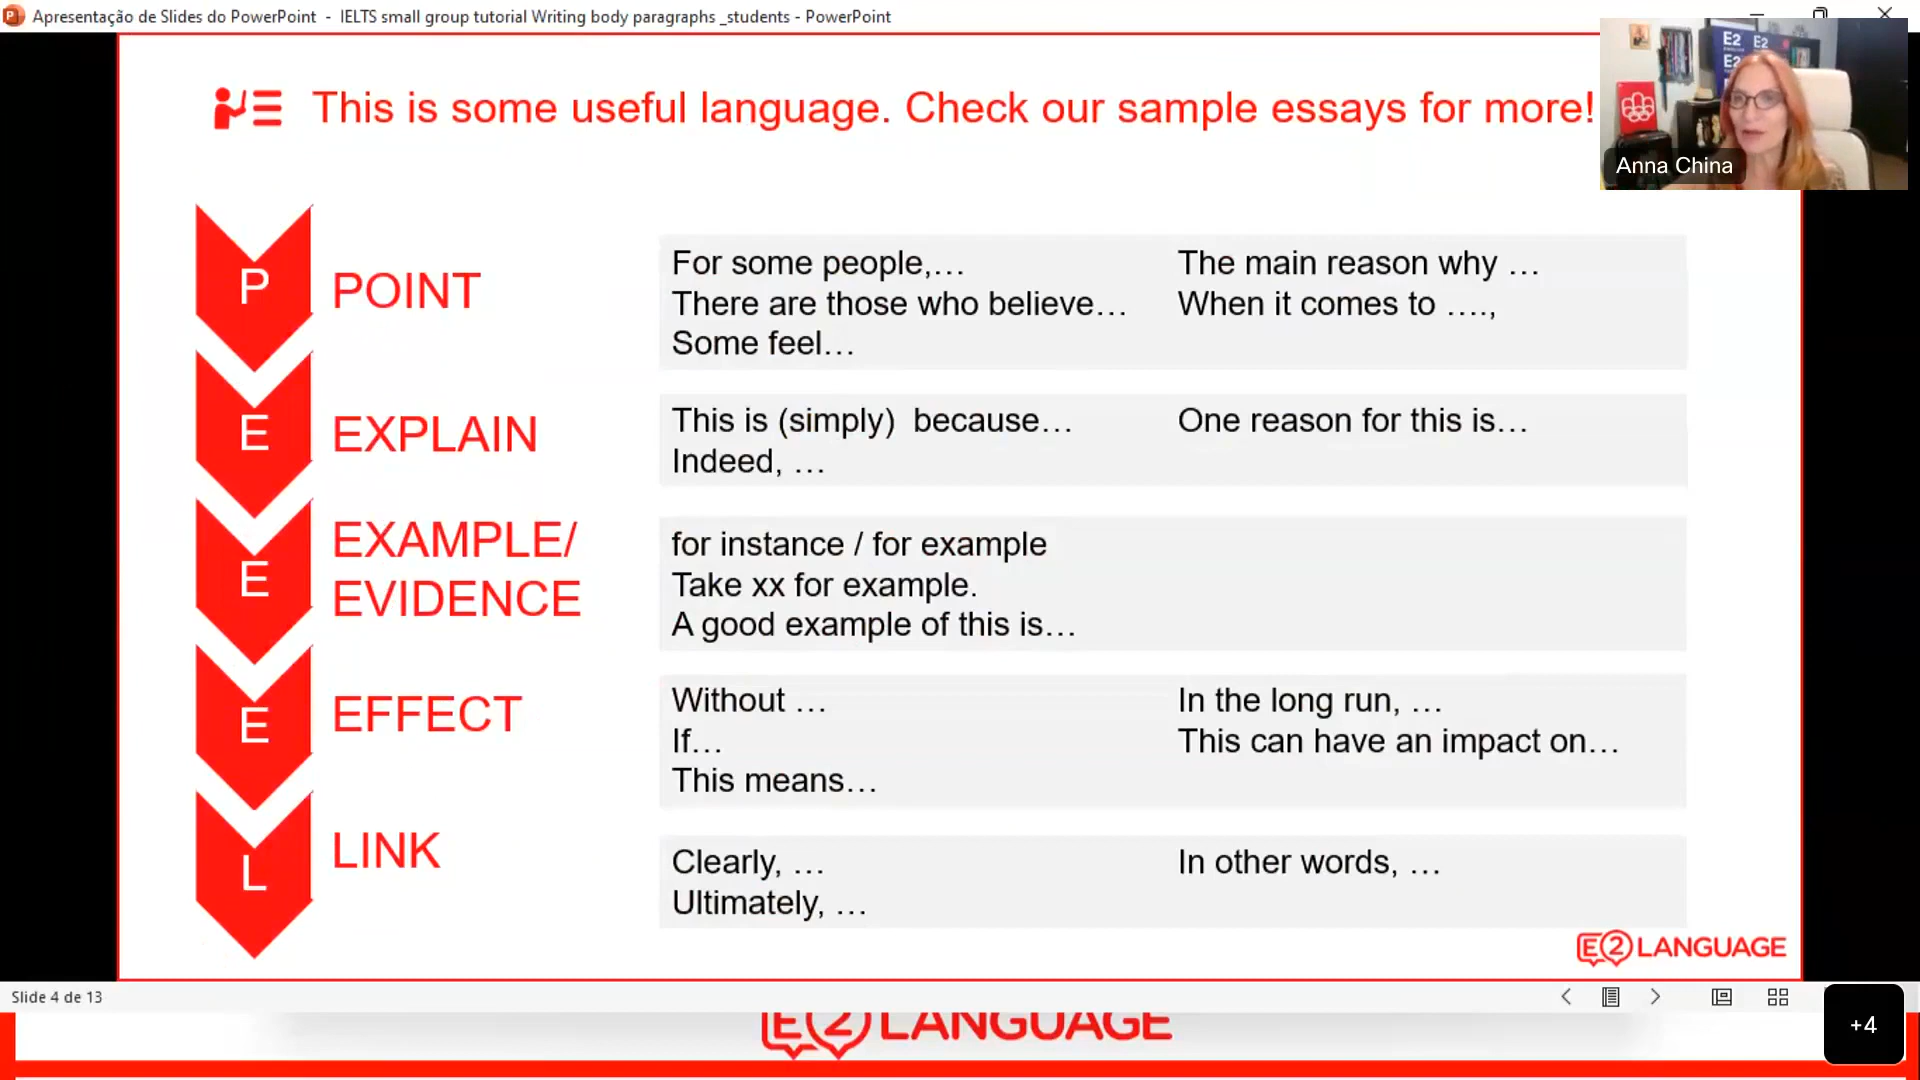 Apresentação de Slides do PowerPoint - IELTS small group tutorial Writing body paragraphs _students - PowerPoint
This is some useful language. Check our sample essays for more!
E2 E2
E2
Anna China
P
POINT
For some people,…
There are those who believe…
Some feel…
The main reason why …
When it comes to ….,
E
EXPLAIN
This is (simply)  because…
Indeed, …
One reason for this is…
E
EXAMPLE/
EVIDENCE
for instance / for example
Take xx for example.
A good example of this is…
E
EFFECT
Without …
If…
This means…
In the long run, …
This can have an impact on…
L
LINK
Clearly, …
Ultimately, …
In other words, …
E2 LANGUAGE
Slide 4 de 13
+4
E2 LANGUAGE